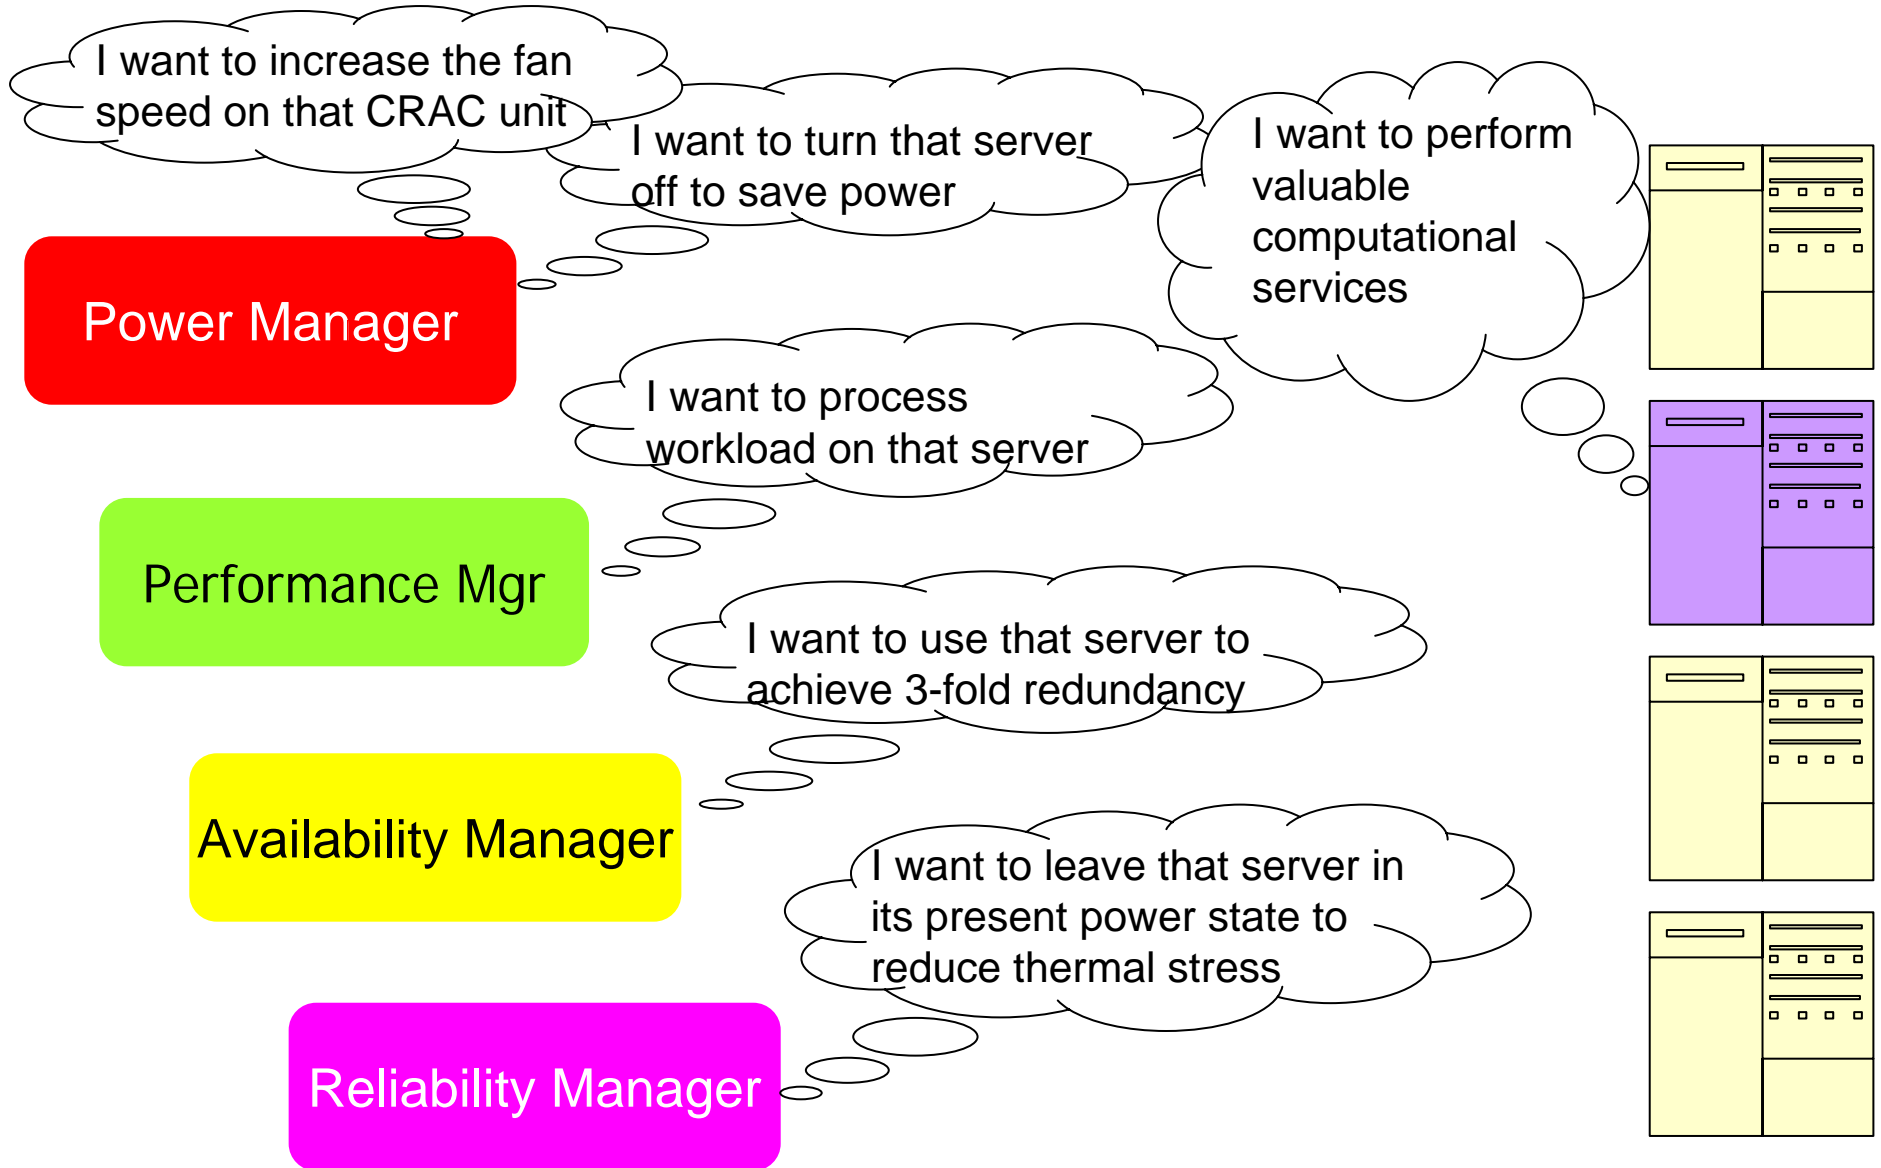 I want to increase the fan
speed on that CRAC unit
I want to turn that server
off to save power
I want to perform
valuable
computational
services
Power Manager
I want to process
workload on that server
Performance Mgr
I want to use that server to
achieve 3-fold redundancy
Availability Manager
I want to leave that server in
its present power state to
reduce thermal stress
Reliability Manager